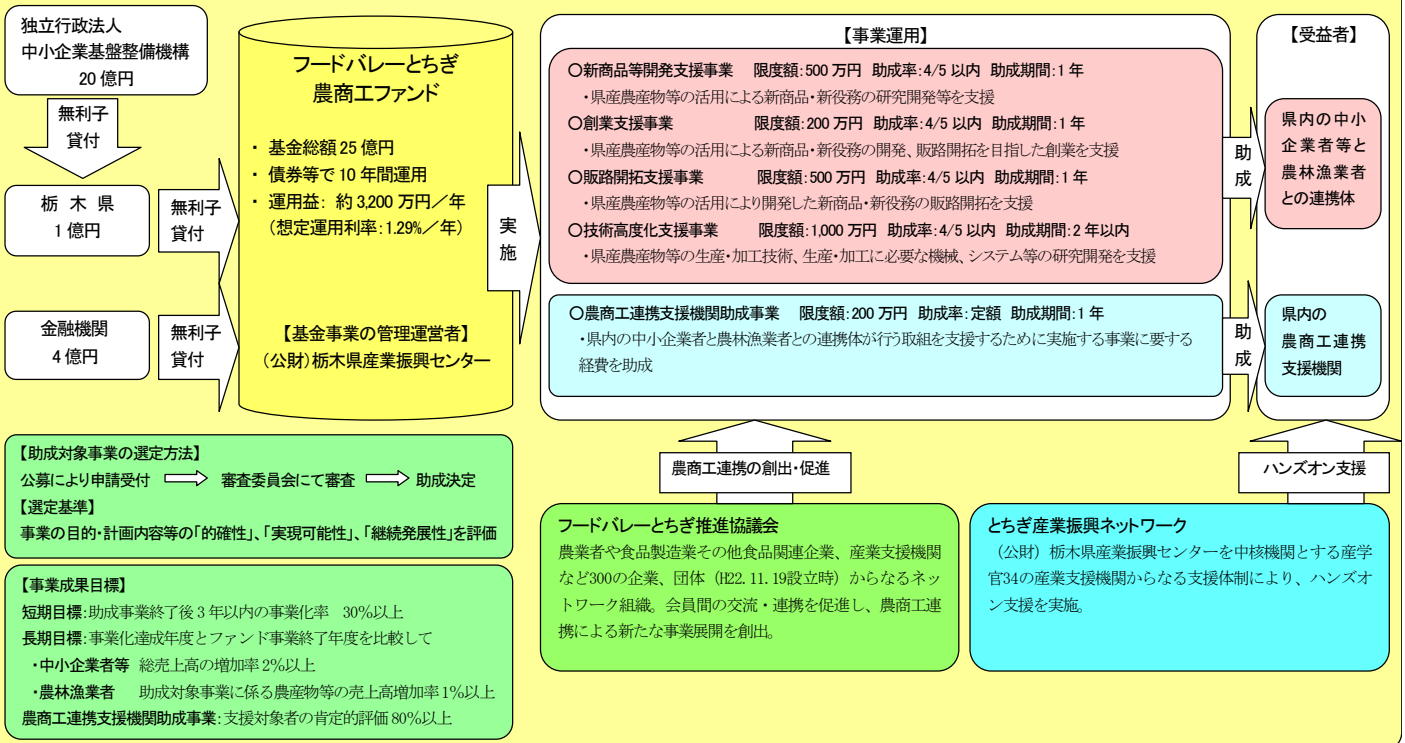 独立行政法人
中小企業基盤整備機構
20 億円
無利子
貸付
栃 木 県
1 億円
無利子
貸付
金融機関
4 億円
無利子
貸付
フードバレーとちぎ
農商工ファンド
・ 基金総額 25 億円
・ 債券等で 10 年間運用
・ 運用益： 約 3,200 万円／年
（想定運用利率：1.29%／年）
【基金事業の管理運営者】
（公財）栃木県産業振興センター
実
施
【事業運用】
○新商品等開発支援事業 限度額：500 万円 助成率：4/5 以内 助成期間：1 年
・県産農産物等の活用による新商品・新役務の研究開発等を支援
○創業支援事業 限度額：200 万円 助成率：4/5 以内 助成期間：1 年
・県産農産物等の活用による新商品・新役務の開発、販路開拓を目指した創業を支援
○販路開拓支援事業 限度額：500 万円 助成率：4/5 以内 助成期間：1 年
・県産農産物等の活用により開発した新商品・新役務の販路開拓を支援
○技術高度化支援事業 限度額：1,000 万円 助成率：4/5 以内 助成期間：2 年以内
・県産農産物等の生産・加工技術、生産・加工に必要な機械、システム等の研究開発を支援
○農商工連携支援機関助成事業 限度額：200 万円 助成率：定額 助成期間：1 年
・県内の中小企業者と農林漁業者との連携体が行う取組を支援するために実施する事業に要する
経費を助成
助
成
助
成
【受益者】
県内の中小
企業者等と
農林漁業者
との連携体
県内の
農商工連携
支援機関
【助成対象事業の選定方法】
公募により申請受付 ⇒ 審査委員会にて審査 ⇒ 助成決定
【選定基準】
事業の目的・計画内容等の「的確性」、「実現可能性」、「継続発展性」を評価
【事業成果目標】
短期目標：助成事業終了後 3 年以内の事業化率 30％以上
長期目標：事業化達成年度とファンド事業終了年度を比較して
・中小企業者等 総売上高の増加率 2％以上
・農林漁業者 助成対象事業に係る農産物等の売上高増加率 1％以上
農商工連携支援機関助成事業：支援対象者の肯定的評価 80％以上
農商工連携の創出・促進
フードバレーとちぎ推進協議会
農業者や食品製造業その他食品関連企業、産業支援機関
など300の企業、団体（H22.11.19設立時）からなるネッ
トワーク組織。会員間の交流・連携を促進し、農商工連
携による新たな事業展開を創出。
ハンズオン支援
とちぎ産業振興ネットワーク
（公財）栃木県産業振興センターを中核機関とする産学
官34の産業支援機関からなる支援体制により、ハンズオ
ン支援を実施。